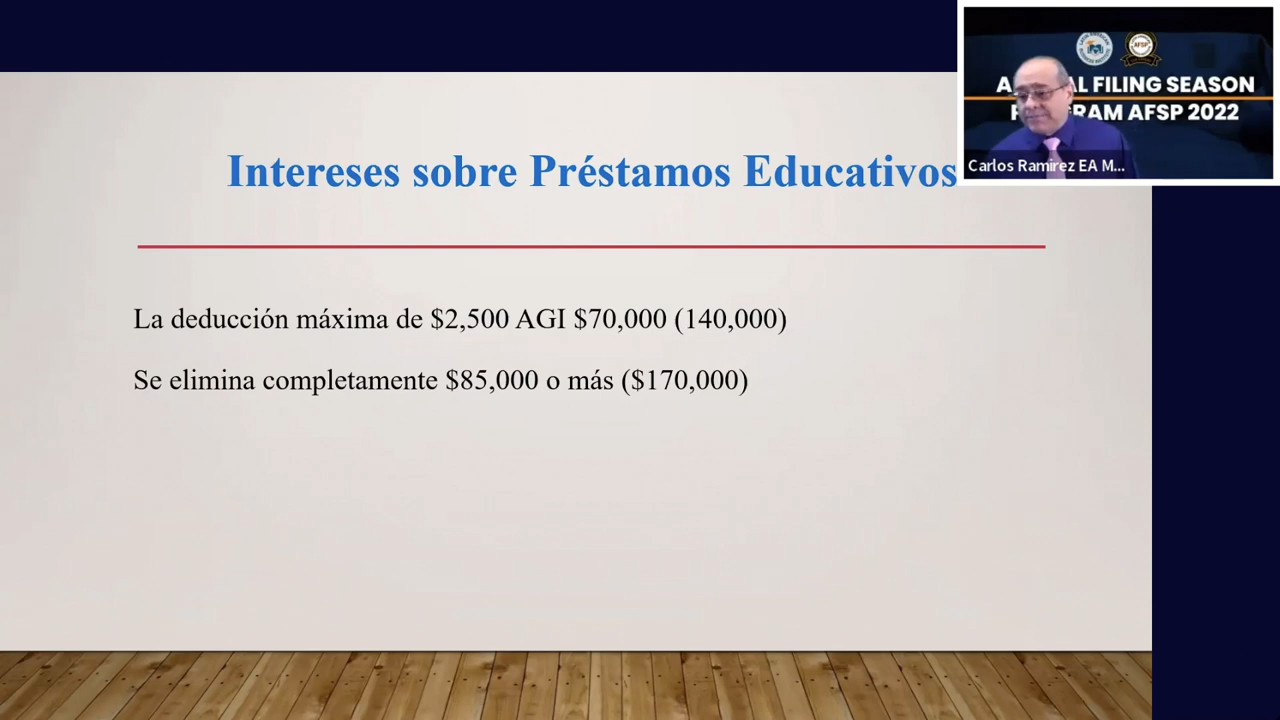 Intereses sobre Préstamos Educativos
La deducción máxima de $2,500 AGI $70,000 (140,000)
Se elimina completamente $85,000 o más ($170,000)
AFSP
FILING SEASON
AFSP 2022
Carlos Ramirez EA M...